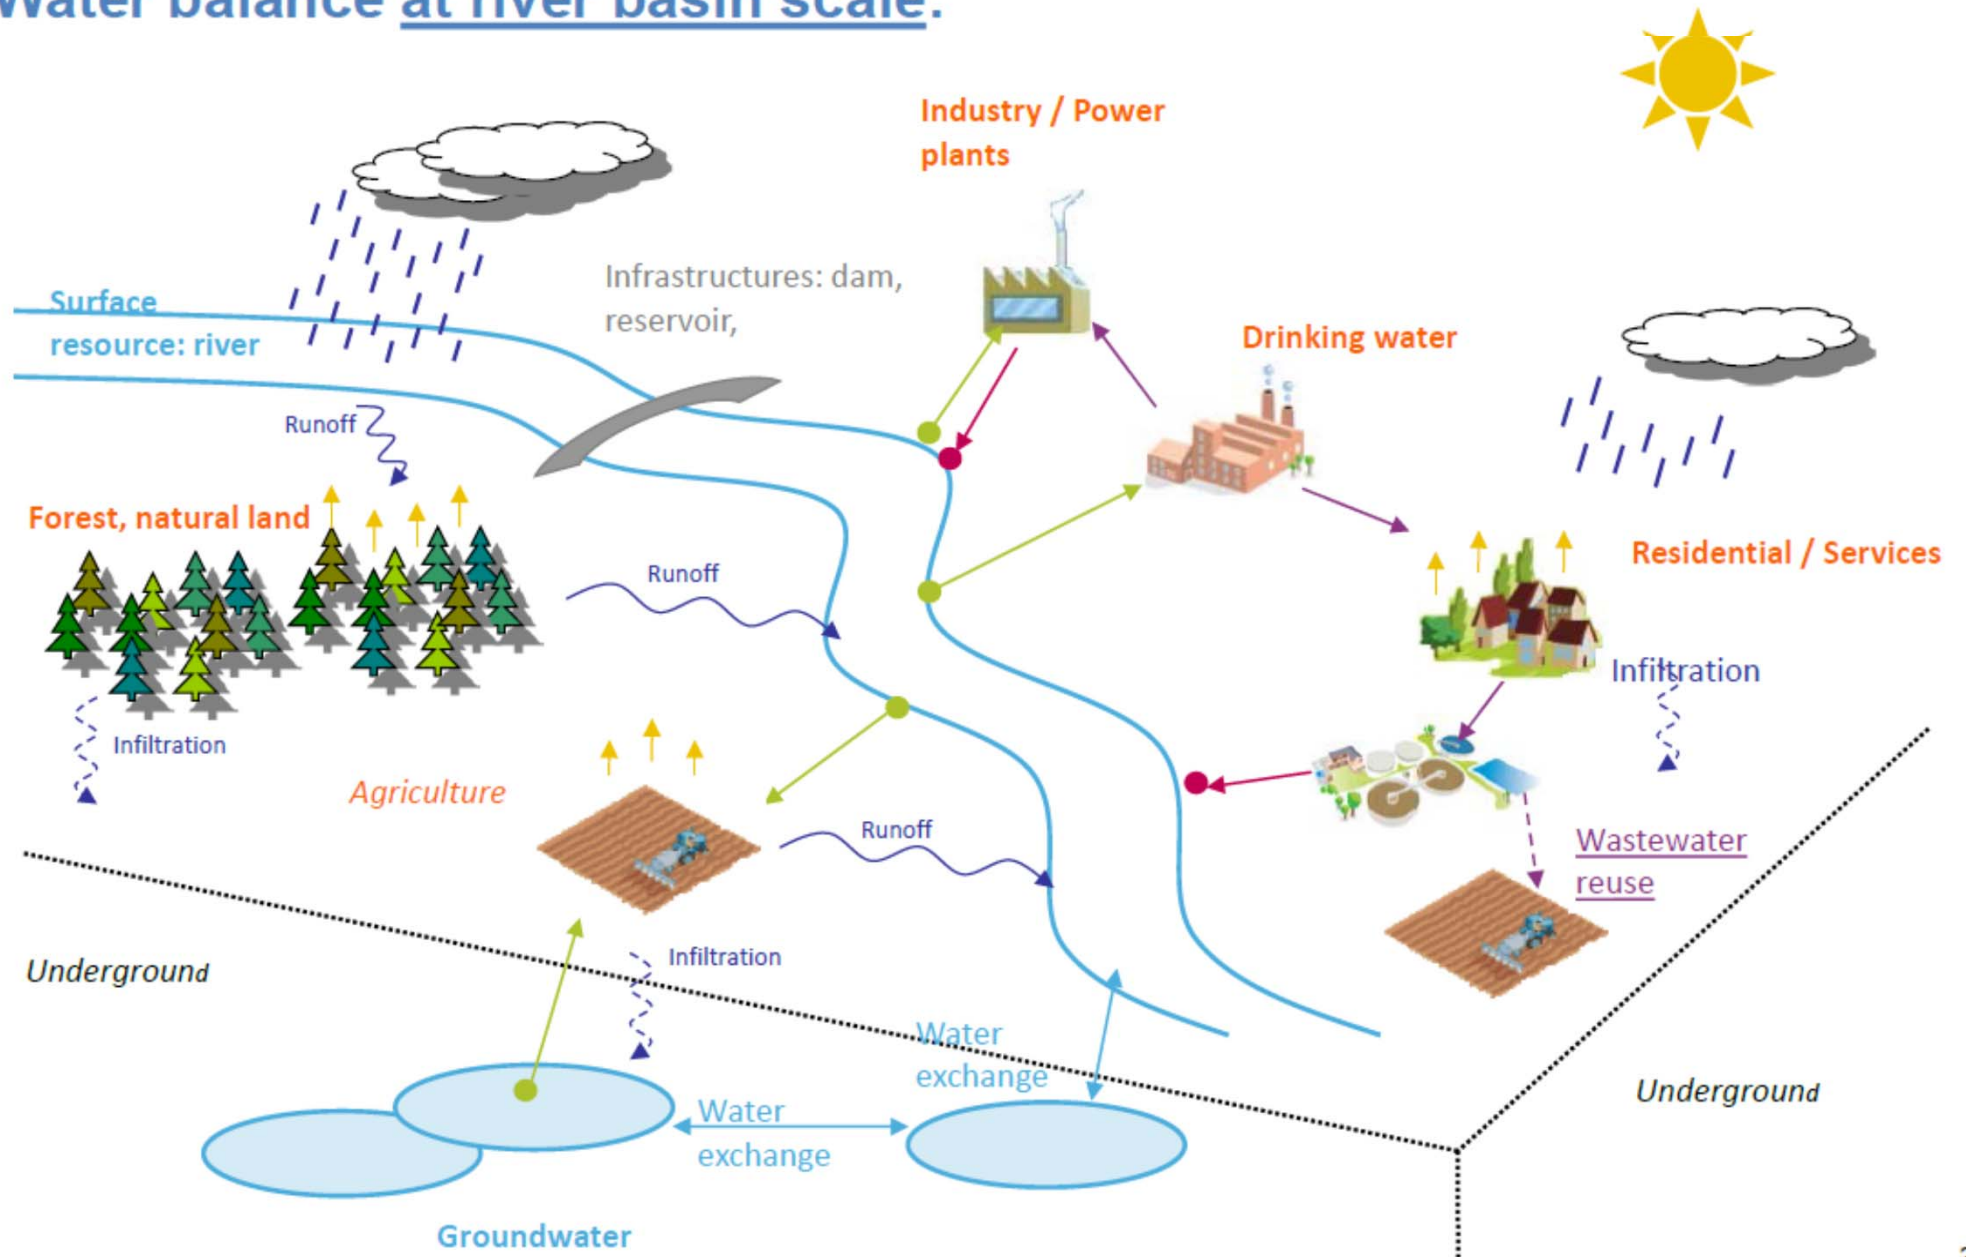 Water balance at river basin scale:
Industry / Power
plants
Infrastructures: dam,
reservoir,
Surface
resource: river
Drinking water
Runoff
Forest, natural land
Residential / Services
Runoff
Infiltration
Infiltration
Agriculture
Runoff
Wastewater
reuse
Underground
Infiltration
Water
exchange
Underground
Water
exchange
Groundwater